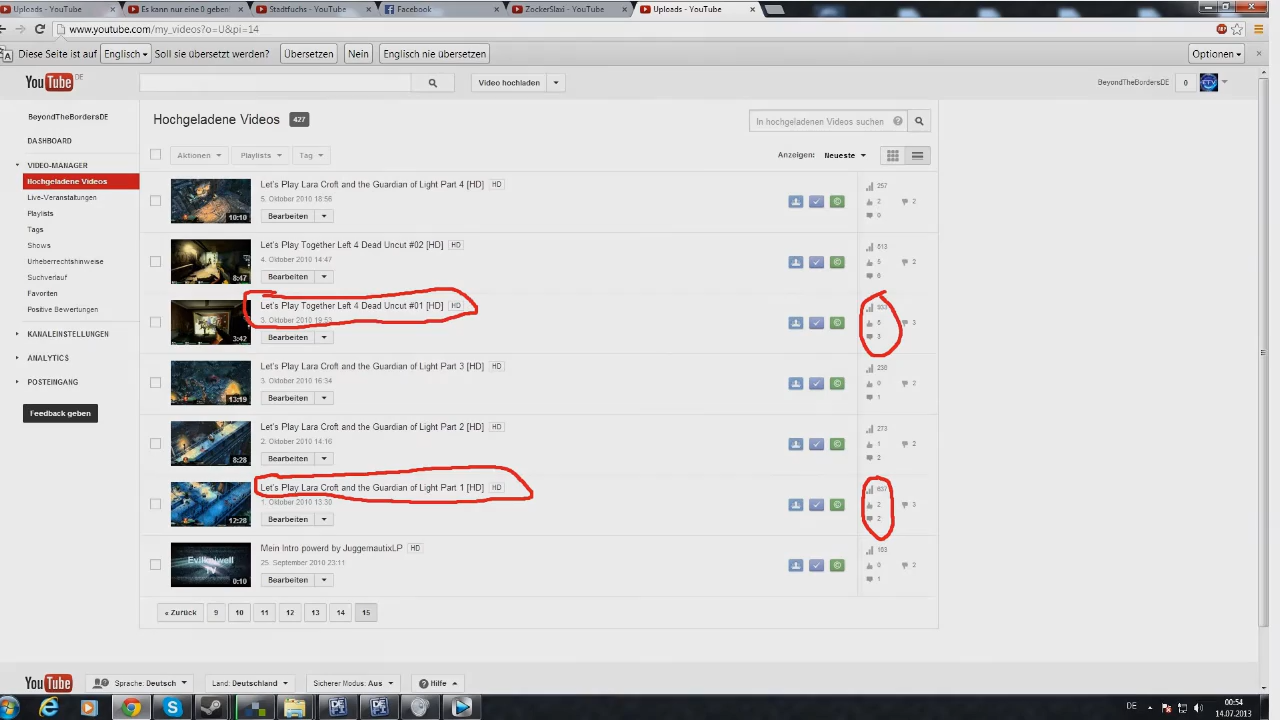 Uploads - YouTube
Es kann nur eine 0 geben!
Stadtfuchs - YouTube
Facebook
ZockerSlaxi - YouTube
Uploads - YouTube
www.youtube.com/my_videos?o=U&pi=14
Diese Seite ist auf Englisch Soll sie übersetzt werden? Übersetzen Nein Englisch nie übersetzen Optionen
YouTube DE
Video hochladen
BeyondTheBordersDE 0
BeyondTheBordersDE
DASHBOARD
VIDEO-MANAGER
Hochgeladene Videos
Live-Veranstaltungen
Playlists
Tags
Shows
Urheberrechtshinweise
Suchverlauf
Favoriten
Positive Bewertungen
KANALEINSTELLUNGEN
ANALYTICS
POSTEINGANG
Feedback geben
Hochgeladene Videos 427
In hochgeladenen Videos suchen ?
Aktionen Playlists Tag
Anzeigen: Neueste
Let's Play Lara Croft and the Guardian of Light Part 4 [HD] HD
5. Oktober 2010 18:56
Bearbeiten
10:10
257
2 2
0
Let's Play Together Left 4 Dead Uncut #02 [HD] HD
4. Oktober 2010 14:47
Bearbeiten
8:47
513
5 2
6
Let's Play Together Left 4 Dead Uncut #01 [HD] HD
3. Oktober 2010 19:53
Bearbeiten
3:42
6 3
3
Let's Play Lara Croft and the Guardian of Light Part 3 [HD] HD
3. Oktober 2010 16:34
Bearbeiten
13:19
230
0 2
1
Let's Play Lara Croft and the Guardian of Light Part 2 [HD] HD
2. Oktober 2010 14:16
Bearbeiten
8:28
273
1 2
2
Let's Play Lara Croft and the Guardian of Light Part 1 [HD] HD
1. Oktober 2010 13:30
Bearbeiten
12:28
637
2 3
2
Mein Intro powerd by JuggernautixLP HD
25. September 2010 23:11
Bearbeiten
0:10
163
0 2
1
« Zurück 9 10 11 12 13 14 15
YouTube
Sprache: Deutsch
Land: Deutschland
Sicherer Modus: Aus
Hilfe
DE
00:54
14.07.2013